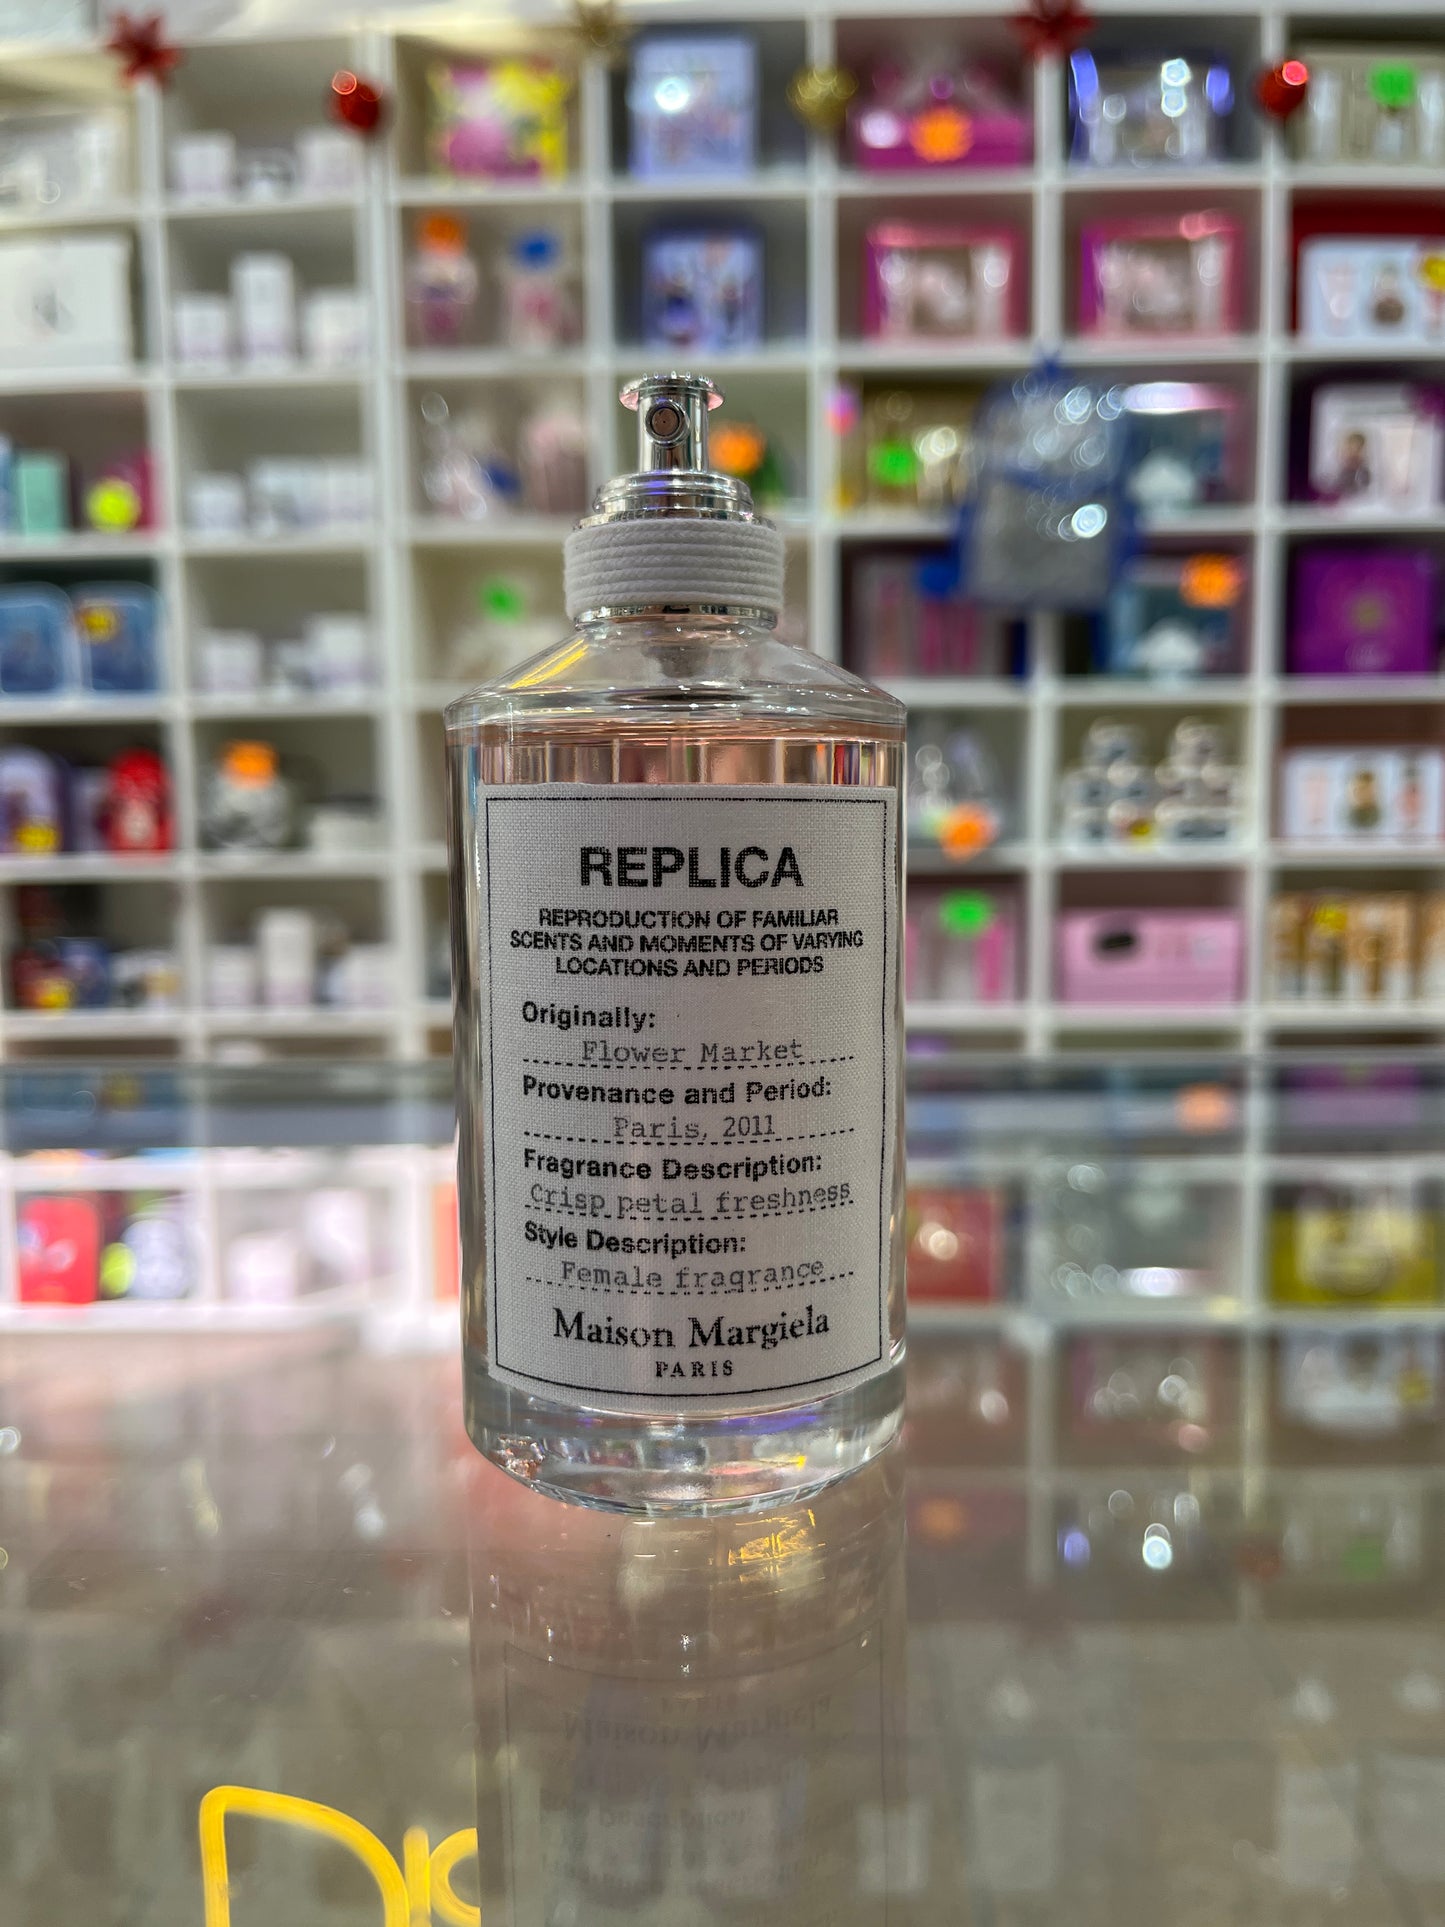 REPLICA
REPRODUCTION OF FAMILIAR
SCENTS AND MOMENTS OF VARYING
LOCATIONS AND PERIODS
Originally:
Flower Market
Provenance and Period:
Paris, 2011
Fragrance Description:
Crisp petal freshness
Style Description:
Female fragrance
Maison Margiela
PARIS